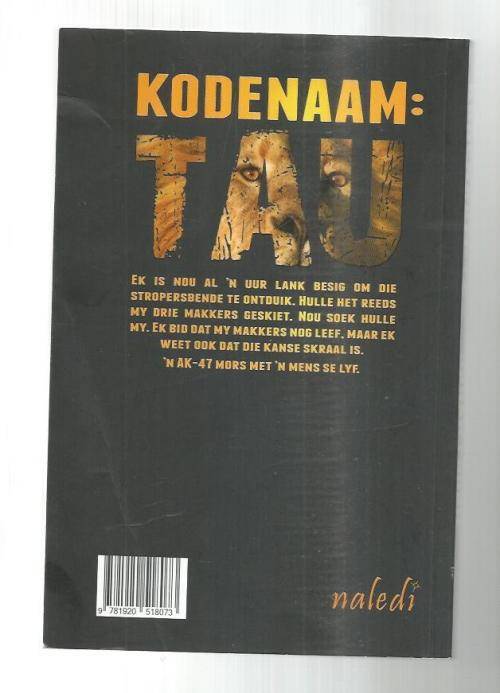 KODENAAM:
TAU
EK IS NOU AL 'N UUR LANK BESIG OM DIE
STROPERSBENDE TE ONTDUIK. HULLE HET REEDS
MY DRIE MAKKERS GESKIET. NOU SOEK HULLE
MY. EK BID DAT MY MAKKERS NOG LEEF, MAAR EK
WEET OOK DAT DIE KANSE SKRAAL IS.
'N AK-47 MORS MET 'N MENS SE LYF.
9 781920 518073
naledi